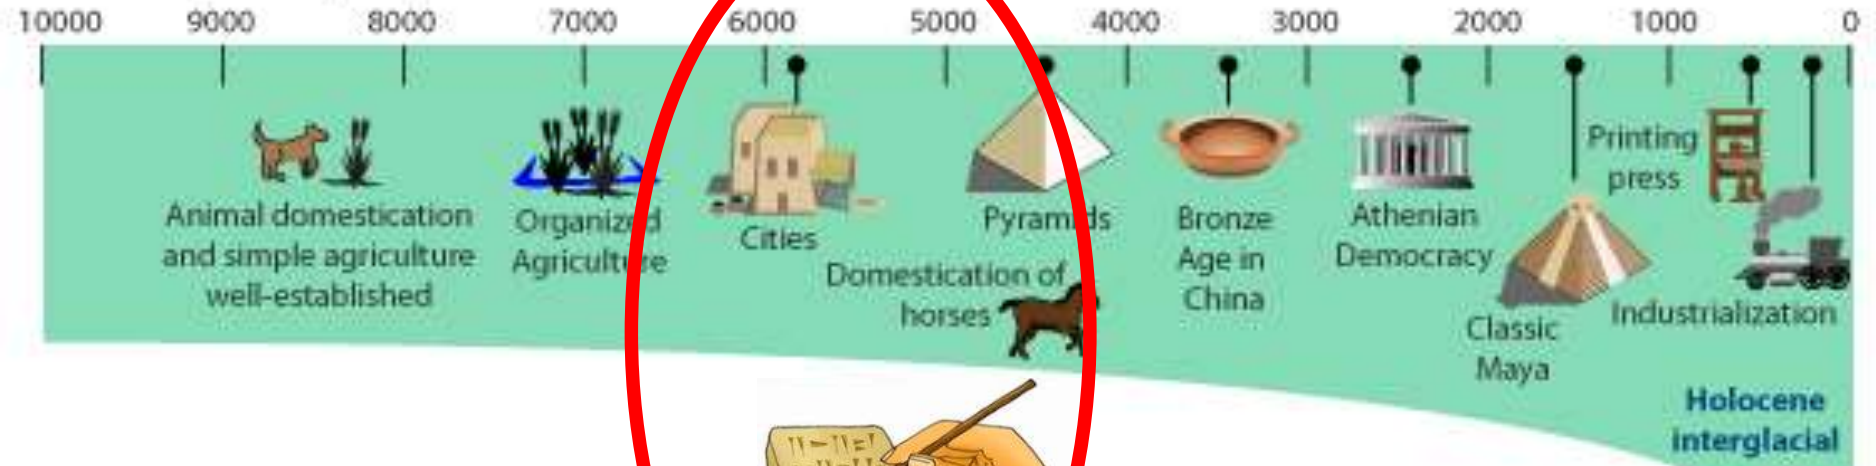 10000 9000 8000 7000 6000 5000 4000 3000 2000 1000 0
Animal domestication
and simple agriculture
well-established
Organized
Agriculture
Cities
Domestication of
horses
Pyramids
Bronze
Age in
China
Athenian
Democracy
Classic
Maya
Printing
press
Industrialization
Holocene
interglacial